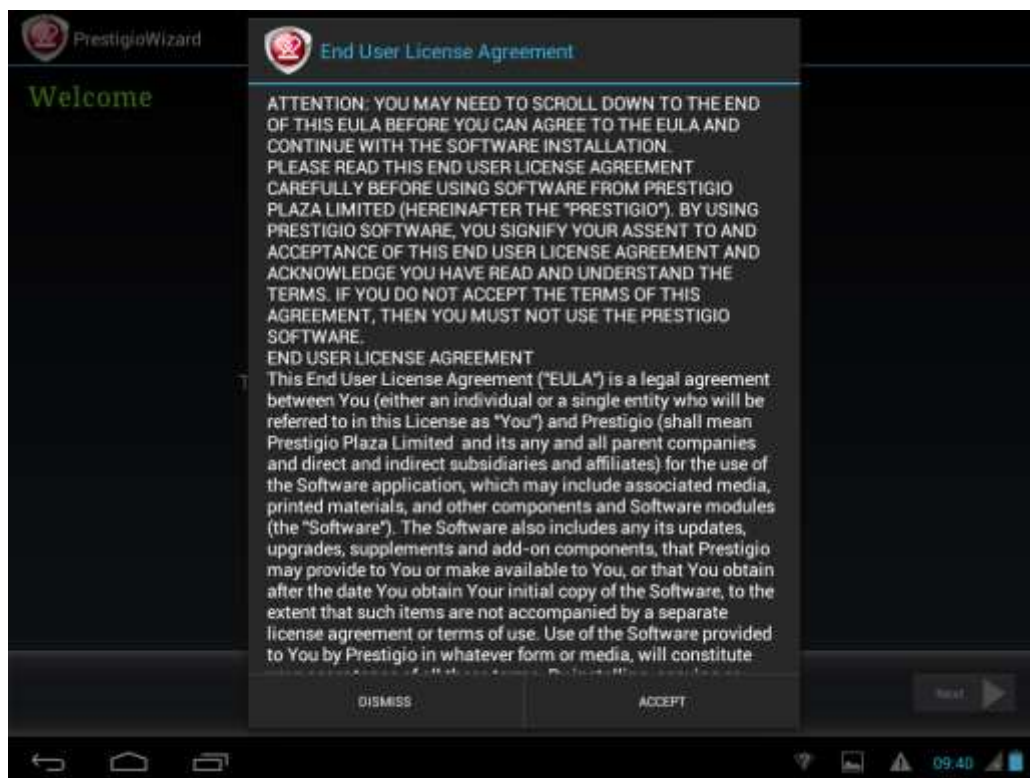 PrestigioWizard
Welcome
End User License Agreement
ATTENTION: YOU MAY NEED TO SCROLL DOWN TO THE END
OF THIS EULA BEFORE YOU CAN AGREE TO THE EULA AND
CONTINUE WITH THE SOFTWARE INSTALLATION.
PLEASE READ THIS END USER LICENSE AGREEMENT
CAREFULLY BEFORE USING SOFTWARE FROM PRESTIGIO
PLAZA LIMITED (HEREINAFTER THE "PRESTIGIO"). BY USING
PRESTIGIO SOFTWARE, YOU SIGNIFY YOUR ASSENT TO AND
ACCEPTANCE OF THIS END USER LICENSE AGREEMENT AND
ACKNOWLEDGE YOU HAVE READ AND UNDERSTAND THE
TERMS. IF YOU DO NOT ACCEPT THE TERMS OF THIS
AGREEMENT, THEN YOU MUST NOT USE THE PRESTIGIO
SOFTWARE.
END USER LICENSE AGREEMENT
This End User License Agreement ("EULA") is a legal agreement
between You (either an individual or a single entity who will be
referred to in this License as "You") and Prestigio (shall mean
Prestigio Plaza Limited and its any and all parent companies
and direct and indirect subsidiaries and affiliates) for the use of
the Software application, which may include associated media,
printed materials, and other components and Software modules
(the "Software"). The Software also includes any its updates,
upgrades, supplements and add-on components, that Prestigio
may provide to You or make available to You, or that You obtain
after the date You obtain Your initial copy of the Software, to the
extent that such items are not accompanied by a separate
license agreement or terms of use. Use of the Software provided
to You by Prestigio in whatever form or media, will constitute
DISMISS
ACCEPT
Next
09:40